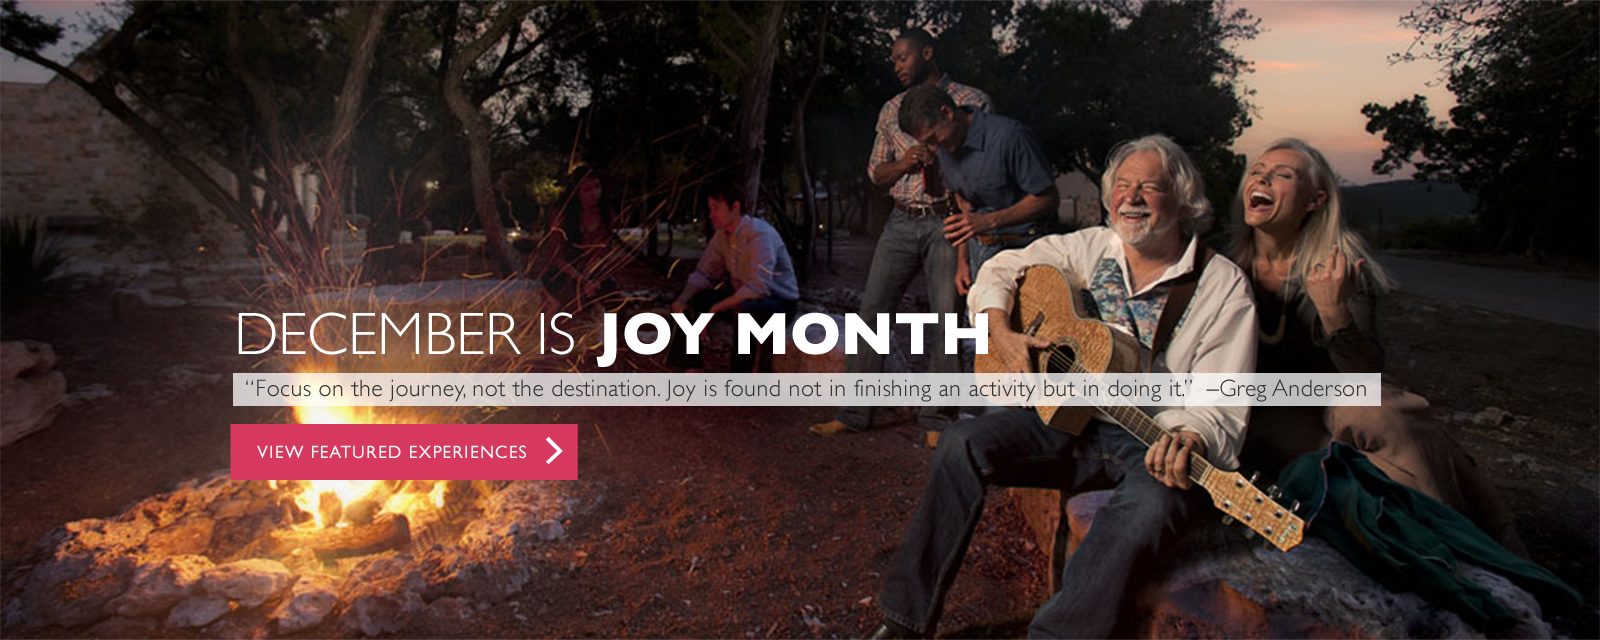 DECEMBER IS JOY MONTH
“Focus on the journey, not the destination. Joy is found not in finishing an activity but in doing it.” –Greg Anderson
VIEW FEATURED EXPERIENCES